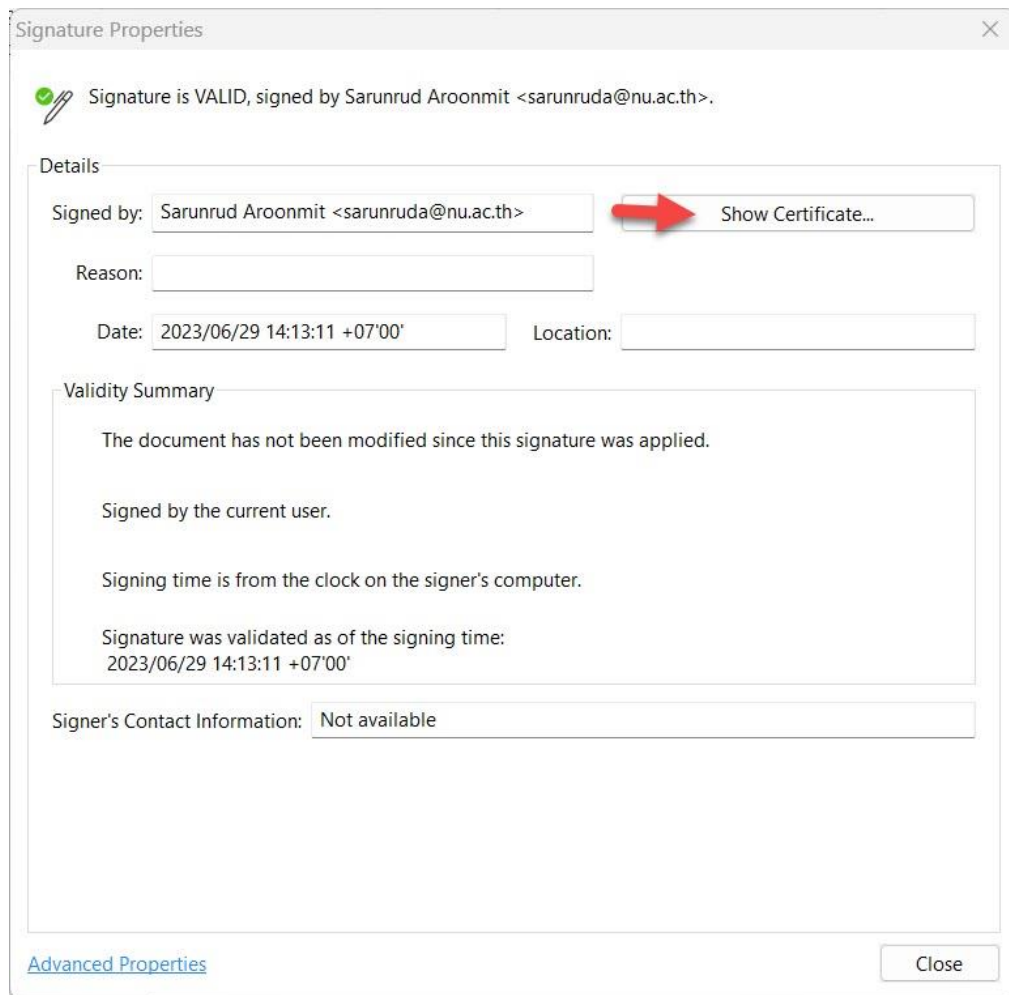 Signature Properties
Signature is VALID, signed by Sarunrud Aroonmit <sarunruda@nu.ac.th>.
Details
Signed by: Sarunrud Aroonmit <sarunruda@nu.ac.th> Show Certificate...
Reason:
Date: 2023/06/29 14:13:11 +07'00' Location:
Validity Summary
The document has not been modified since this signature was applied.
Signed by the current user.
Signing time is from the clock on the signer's computer.
Signature was validated as of the signing time:
2023/06/29 14:13:11 +07'00'
Signer's Contact Information: Not available
Advanced Properties Close